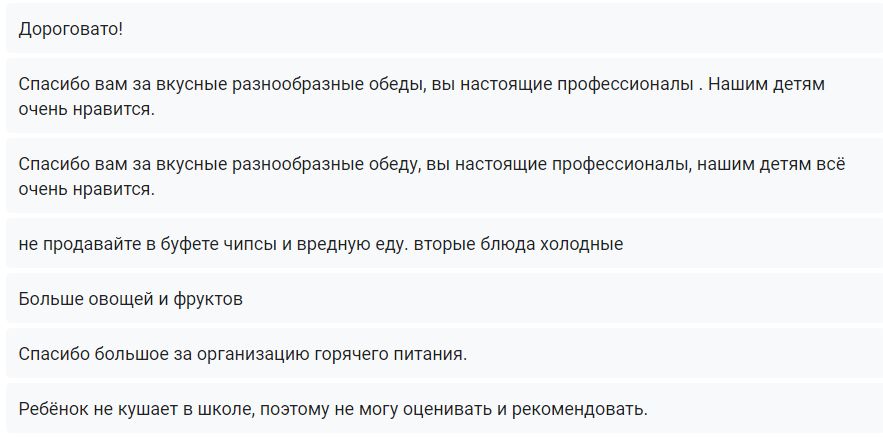 Дороговато!
Спасибо вам за вкусные разнообразные обеды, вы настоящие профессионалы . Нашим детям
очень нравится.
Спасибо вам за вкусные разнообразные обеду, вы настоящие профессионалы, нашим детям всё
очень нравится.
не продавайте в буфете чипсы и вредную еду. вторые блюда холодные
Больше овощей и фруктов
Спасибо большое за организацию горячего питания.
Ребёнок не кушает в школе, поэтому не могу оценивать и рекомендовать.